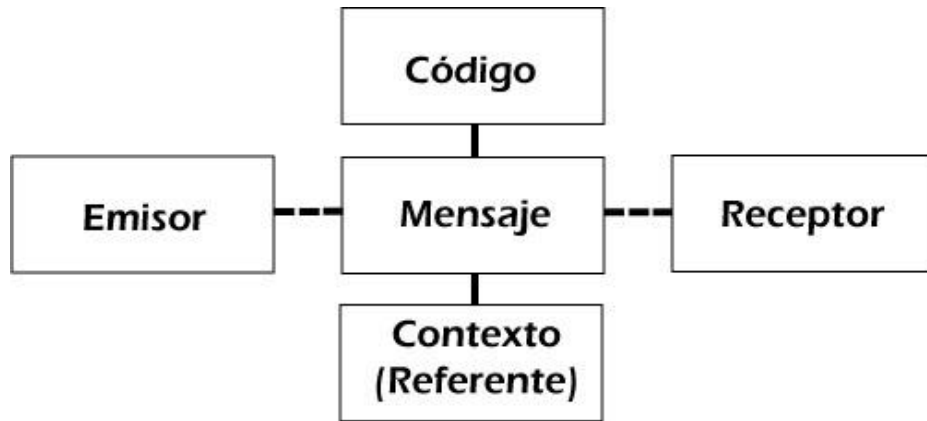 Código
Emisor
Mensaje
Receptor
Contexto
(Referente)